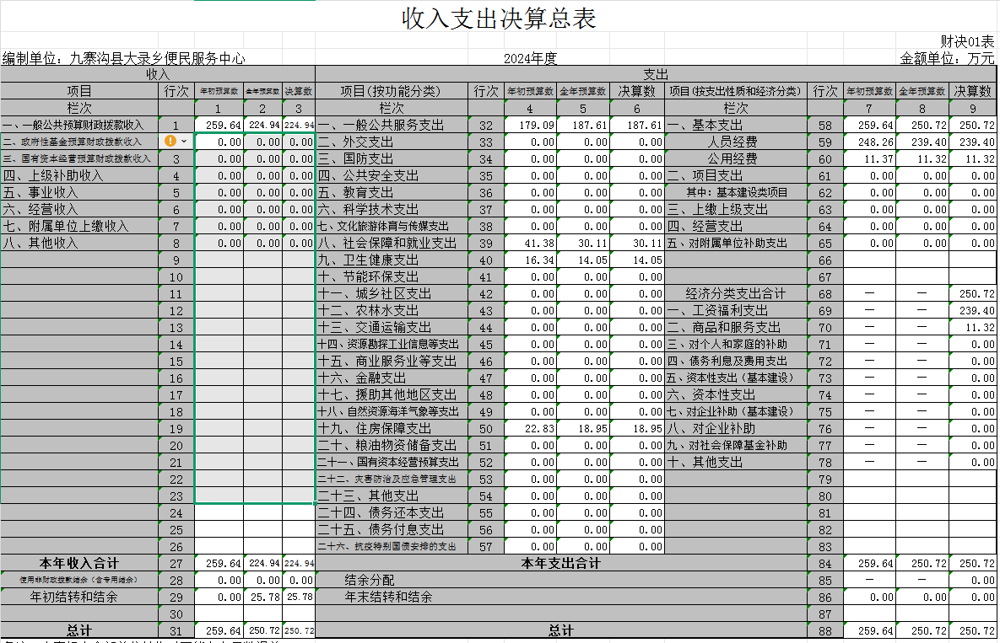 收入支出决算总表
财决01表
编制单位：九寨沟县大录乡便民服务中心 2024年度 金额单位：万元
收入 支出
项目 行次 年初预算数 全年预算数 决算数 项目(按功能分类) 行次 年初预算数 全年预算数 决算数 项目(按支出性质和经济分类) 行次 年初预算数 全年预算数 决算数
栏次 1 2 3 栏次 4 5 6 栏次 7 8 9
一、一般公共预算财政拨款收入 1 259.64 224.94 224.94 一、一般公共服务支出 32 179.09 187.61 187.61 一、基本支出 58 259.64 250.72 250.72
二、政府性基金预算财政拨款收入 0.00 0.00 0.00 二、外交支出 33 0.00 0.00 0.00 人员经费 59 248.26 239.40 239.40
三、国有资本经营预算财政拨款收入 3 0.00 0.00 0.00 三、国防支出 34 0.00 0.00 0.00 公用经费 60 11.37 11.32 11.32
四、上级补助收入 4 0.00 0.00 0.00 四、公共安全支出 35 0.00 0.00 0.00 二、项目支出 61 0.00 0.00 0.00
五、事业收入 5 0.00 0.00 0.00 五、教育支出 36 0.00 0.00 0.00 其中：基本建设类项目 62 0.00 0.00 0.00
六、经营收入 6 0.00 0.00 0.00 六、科学技术支出 37 0.00 0.00 0.00 三、上缴上级支出 63 0.00 0.00 0.00
七、附属单位上缴收入 7 0.00 0.00 0.00 七、文化旅游体育与传媒支出 38 0.00 0.00 0.00 四、经营支出 64 0.00 0.00 0.00
八、其他收入 8 0.00 0.00 0.00 八、社会保障和就业支出 39 41.38 30.11 30.11 五、对附属单位补助支出 65 0.00 0.00 0.00
9 九、卫生健康支出 40 16.34 14.05 14.05 66
10 十、节能环保支出 41 0.00 0.00 0.00 67
11 十一、城乡社区支出 42 0.00 0.00 0.00 经济分类支出合计 68 — — 250.72
12 十二、农林水支出 43 0.00 0.00 0.00 一、工资福利支出 69 — — 239.40
13 十三、交通运输支出 44 0.00 0.00 0.00 二、商品和服务支出 70 — — 11.32
14 十四、资源勘探工业信息等支出 45 0.00 0.00 0.00 三、对个人和家庭的补助 71 — — 0.00
15 十五、商业服务业等支出 46 0.00 0.00 0.00 四、债务利息及费用支出 72 — — 0.00
16 十六、金融支出 47 0.00 0.00 0.00 五、资本性支出（基本建设） 73 — — 0.00
17 十七、援助其他地区支出 48 0.00 0.00 0.00 六、资本性支出 74 — — 0.00
18 十八、自然资源海洋气象等支出 49 0.00 0.00 0.00 七、对企业补助（基本建设） 75 — — 0.00
19 十九、住房保障支出 50 22.83 18.95 18.95 八、对企业补助 76 — — 0.00
20 二十、粮油物资储备支出 51 0.00 0.00 0.00 九、对社会保障基金补助 77 — — 0.00
21 二十一、国有资本经营预算支出 52 0.00 0.00 0.00 十、其他支出 78 — — 0.00
22 二十二、灾害防治及应急管理支出 53 0.00 0.00 0.00 79
23 二十三、其他支出 54 0.00 0.00 0.00 80
24 二十四、债务还本支出 55 0.00 0.00 0.00 81
25 二十五、债务付息支出 56 0.00 0.00 0.00 82
26 二十六、抗疫特别国债安排的支出 57 0.00 0.00 0.00 83
本年收入合计 27 259.64 224.94 224.94 本年支出合计 84 259.64 250.72 250.72
使用非财政拨款结余（含专用结余） 28 0.00 0.00 0.00 结余分配 85 — — 0.00
年初结转和结余 29 0.00 25.78 25.78 年末结转和结余 86 0.00 0.00 0.00
30 87
总计 31 259.64 250.72 250.72 总计 88 259.64 250.72 250.72